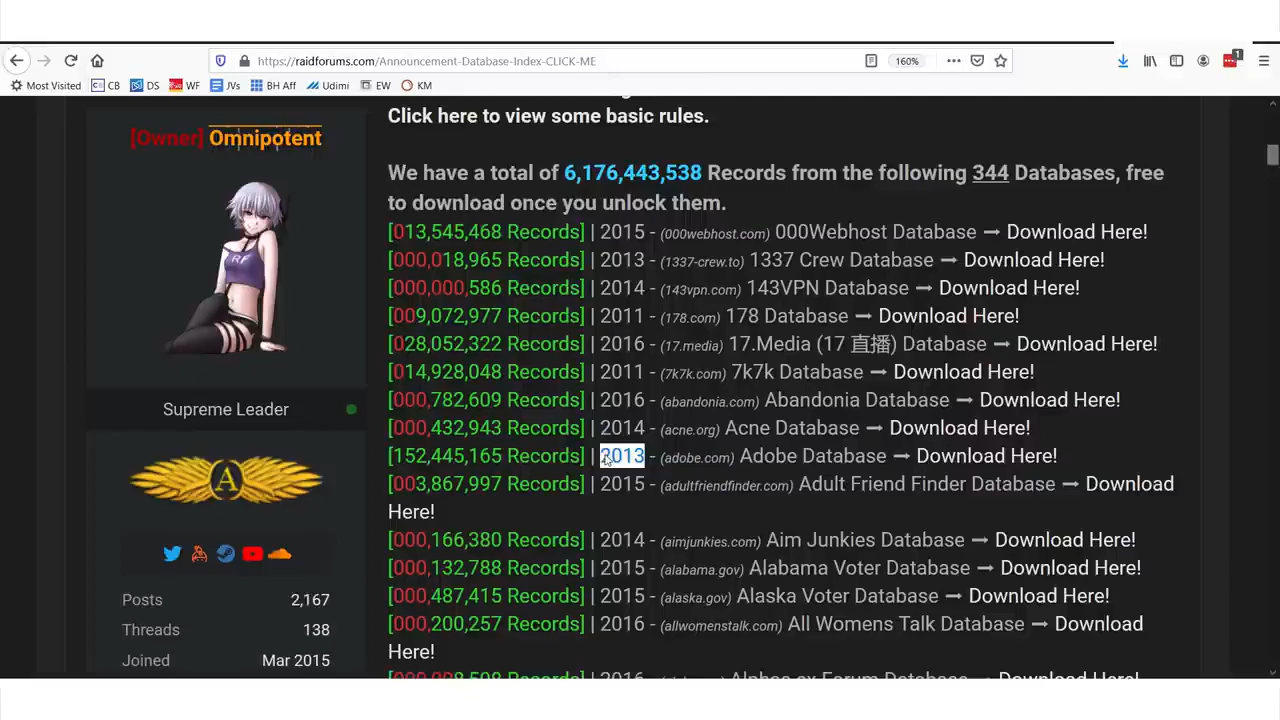 https://raidforums.com/Announcement-Database-Index-CLICK-ME
160%
1
Most Visited CB DS WF JVs BH Aff Udimi EW KM
Click here to view some basic rules.
[Owner] Omnipotent
RF
We have a total of 6,176,443,538 Records from the following 344 Databases, free
to download once you unlock them.
[013,545,468 Records] | 2015 - (000webhost.com) 000Webhost Database → Download Here!
[000,018,965 Records] | 2013 - (1337-crew.to) 1337 Crew Database → Download Here!
[000,000,586 Records] | 2014 - (143vpn.com) 143VPN Database → Download Here!
[009,072,977 Records] | 2011 - (178.com) 178 Database → Download Here!
[028,052,322 Records] | 2016 - (17.media) 17.Media (17 直播) Database → Download Here!
[014,928,048 Records] | 2011 - (7k7k.com) 7k7k Database → Download Here!
[000,782,609 Records] | 2016 - (abandonia.com) Abandonia Database → Download Here!
[000,432,943 Records] | 2014 - (acne.org) Acne Database → Download Here!
[152,445,165 Records] | 2013 - (adobe.com) Adobe Database → Download Here!
[003,867,997 Records] | 2015 - (adultfriendfinder.com) Adult Friend Finder Database → Download
Here!
[000,166,380 Records] | 2014 - (aimjunkies.com) Aim Junkies Database → Download Here!
[000,132,788 Records] | 2015 - (alabama.gov) Alabama Voter Database → Download Here!
[000,487,415 Records] | 2015 - (alaska.gov) Alaska Voter Database → Download Here!
[000,200,257 Records] | 2016 - (allwomenstalk.com) All Womens Talk Database → Download
Here!
Supreme Leader
A
Posts 2,167
Threads 138
Joined Mar 2015